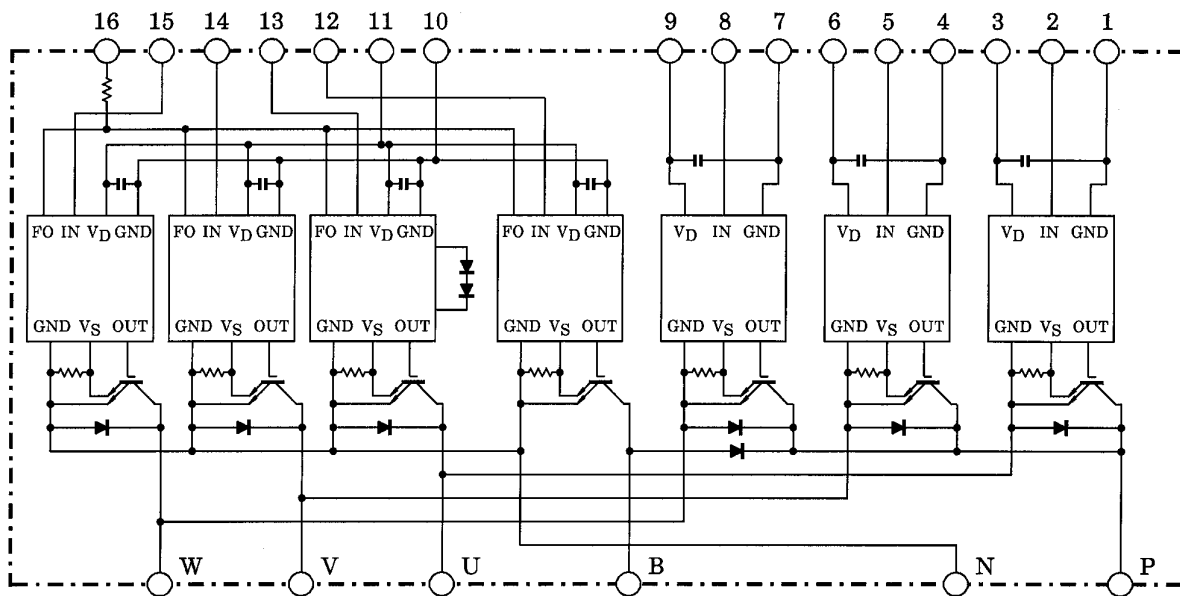 16 15 14 13 12 11 10 9 8 7 6 5 4 3 2 1
FO IN VD GND FO IN VD GND FO IN VD GND FO IN VD GND VD IN GND VD IN GND VD IN GND
GND VS OUT GND VS OUT GND VS OUT GND VS OUT GND VS OUT GND VS OUT GND VS OUT
W V U B N P